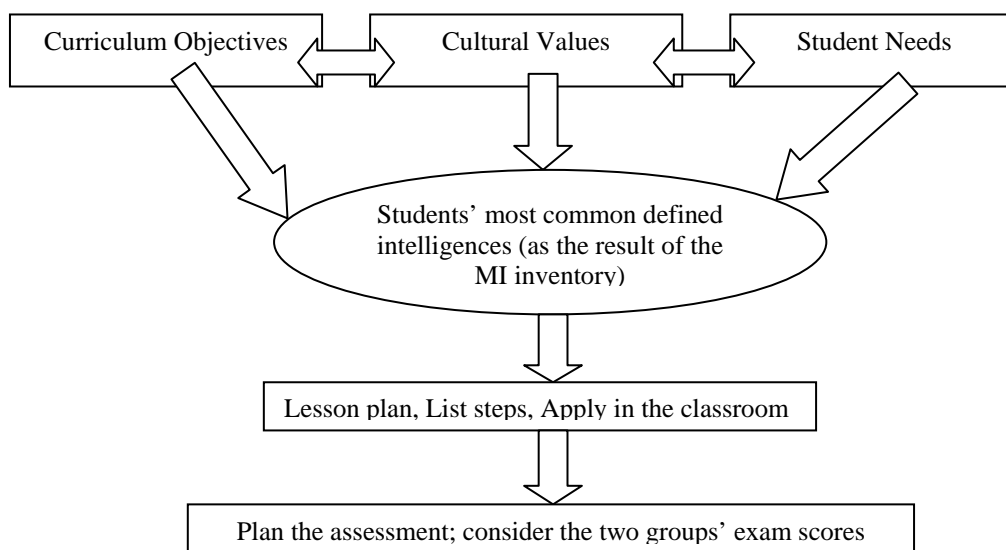 Curriculum Objectives
Cultural Values
Student Needs
Students’ most common defined
intelligences (as the result of the
MI inventory)
Lesson plan, List steps, Apply in the classroom
Plan the assessment; consider the two groups’ exam scores